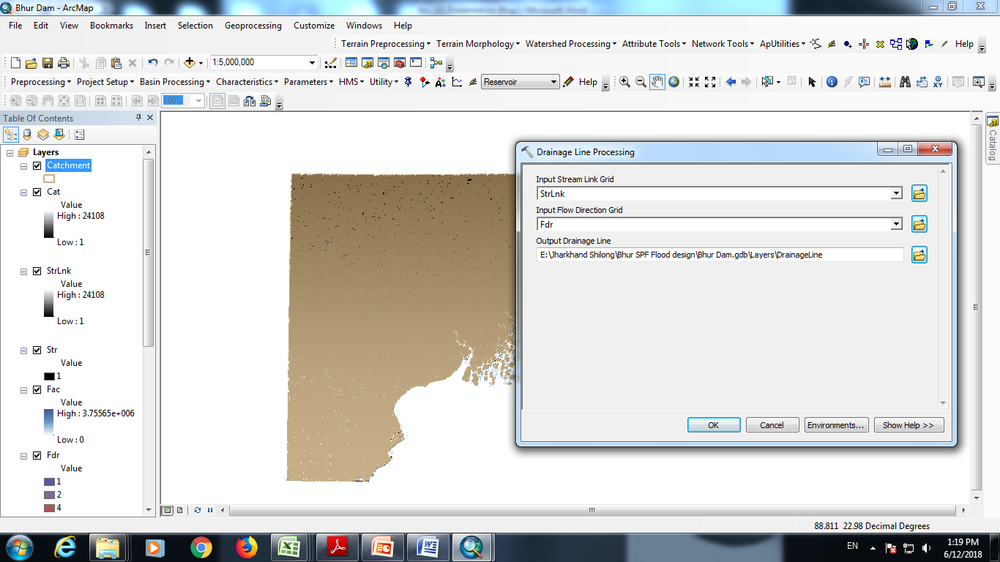 Bhur Dam - ArcMap
File Edit View Bookmarks Insert Selection Geoprocessing Customize Windows Help
Terrain Preprocessing Terrain Morphology Watershed Processing Attribute Tools Network Tools ApUtilities Help
1:5,000,000
Preprocessing Project Setup Basin Processing Characteristics Parameters HMS Utility Reservoir Help
100%
Table Of Contents
Layers
Catchment
Cat
Value
High : 24108
Low : 1
StrLnk
Value
High : 24108
Low : 1
Str
Value
1
Fac
Value
High : 3.75565e+006
Low : 0
Fdr
Value
1
2
4
Drainage Line Processing
Input Stream Link Grid
StrLnk
Input Flow Direction Grid
Fdr
Output Drainage Line
E:\Jharkhand Shilong\Bhur SPF Flood design\Bhur Dam.gdb\Layers\DrainageLine
OK Cancel Environments... Show Help >>
Catalog
88.811 22.98 Decimal Degrees
EN
1:19 PM
6/12/2018